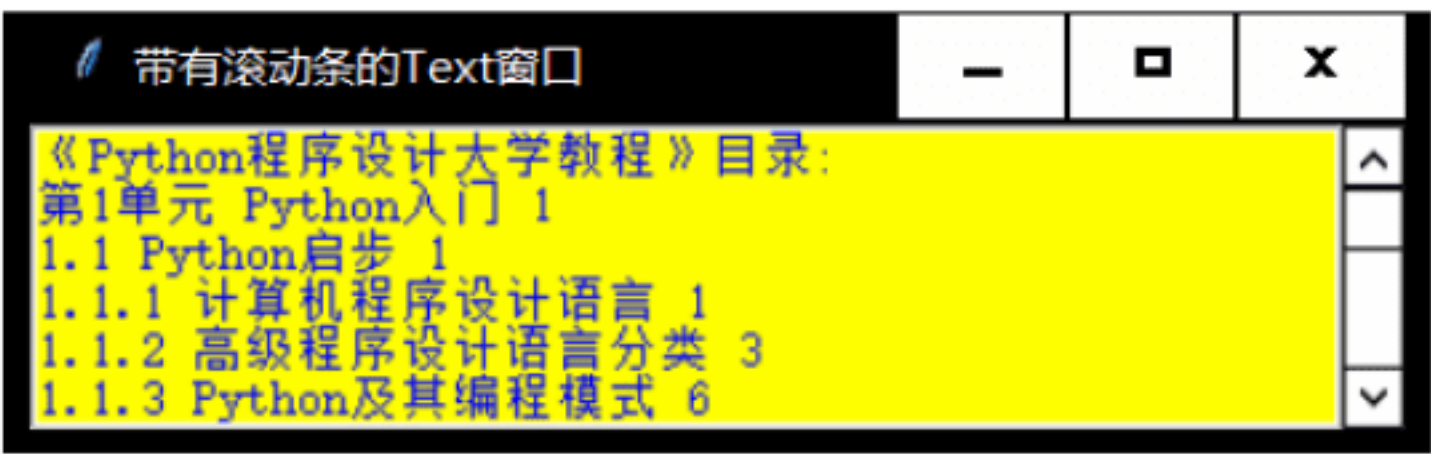 带有滚动条的Text窗口
《Python程序设计大学教程》目录:
第1单元 Python入门 1
1.1 Python启步 1
1.1.1 计算机程序设计语言 1
1.1.2 高级程序设计语言分类 3
1.1.3 Python及其编程模式 6